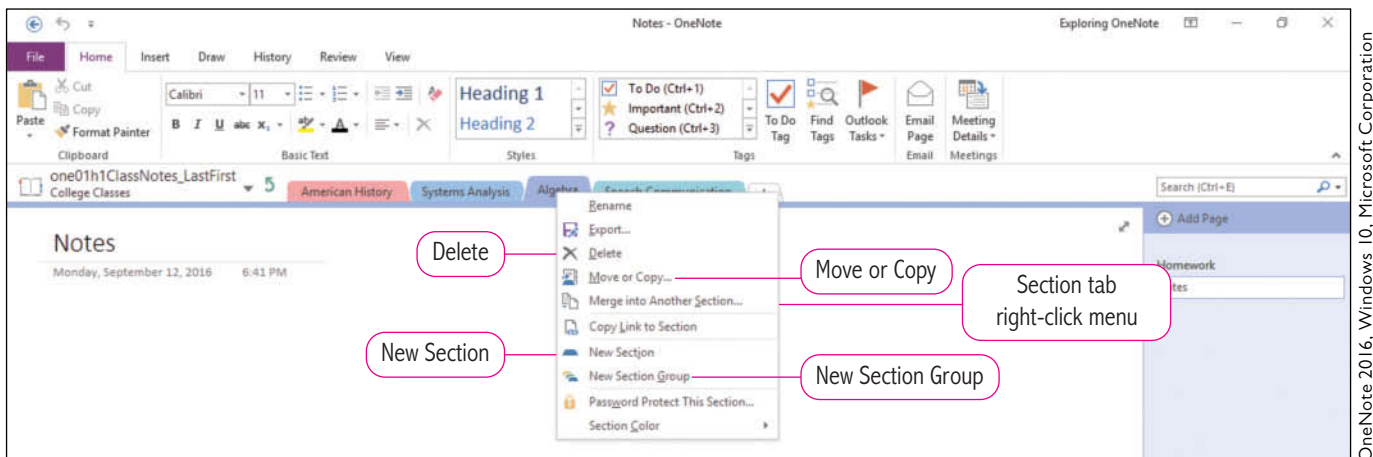 Notes - OneNote
Exploring OneNote
File Home Insert Draw History Review View
Paste
Cut
Copy
Format Painter
Clipboard
Calibri 11
B I U abc x
Basic Text
Heading 1
Heading 2
Styles
To Do (Ctrl+1)
Important (Ctrl+2)
Question (Ctrl+3)
To Do Tag
Find Tags
Outlook Tasks
Tags
Email Page
Email
Meeting Details
Meetings
one01h1ClassNotes_LastFirst
College Classes
5
American History
Systems Analysis
Algebra
Speech Communication
Search (Ctrl+E)
Add Page
Homework
Notes
Monday, September 12, 2016 6:41 PM
Rename
Export...
Delete
Move or Copy...
Merge into Another Section...
Copy Link to Section
New Section
New Section Group
Password Protect This Section...
Section Color
Delete
Move or Copy
Section tab
right-click menu
New Section
New Section Group
OneNote 2016, Windows 10, Microsoft Corporation